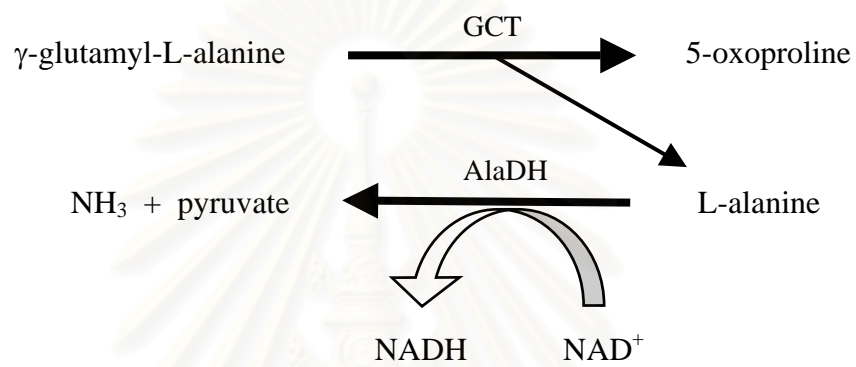 GCT
γ-glutamyl-L-alanine 5-oxoproline
AlaDH
NH₃ + pyruvate L-alanine
NADH NAD⁺